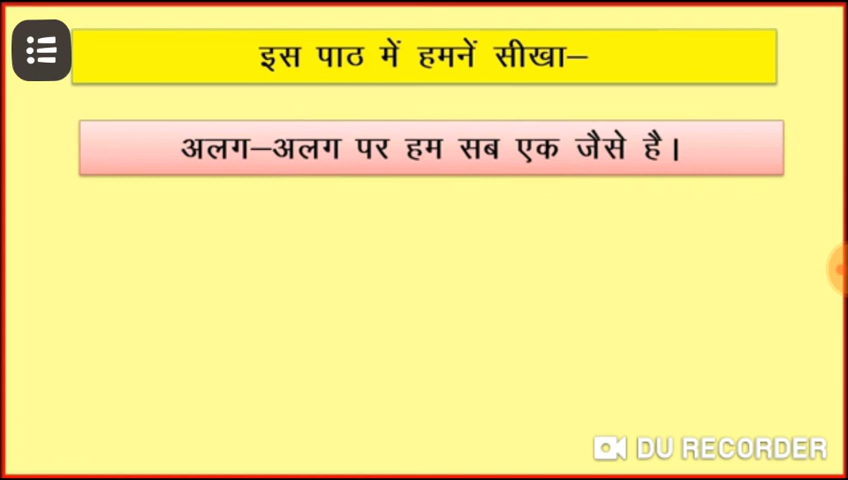 इस पाठ में हमनें सीखा–
अलग–अलग पर हम सब एक जैसे है।
DU RECORDER